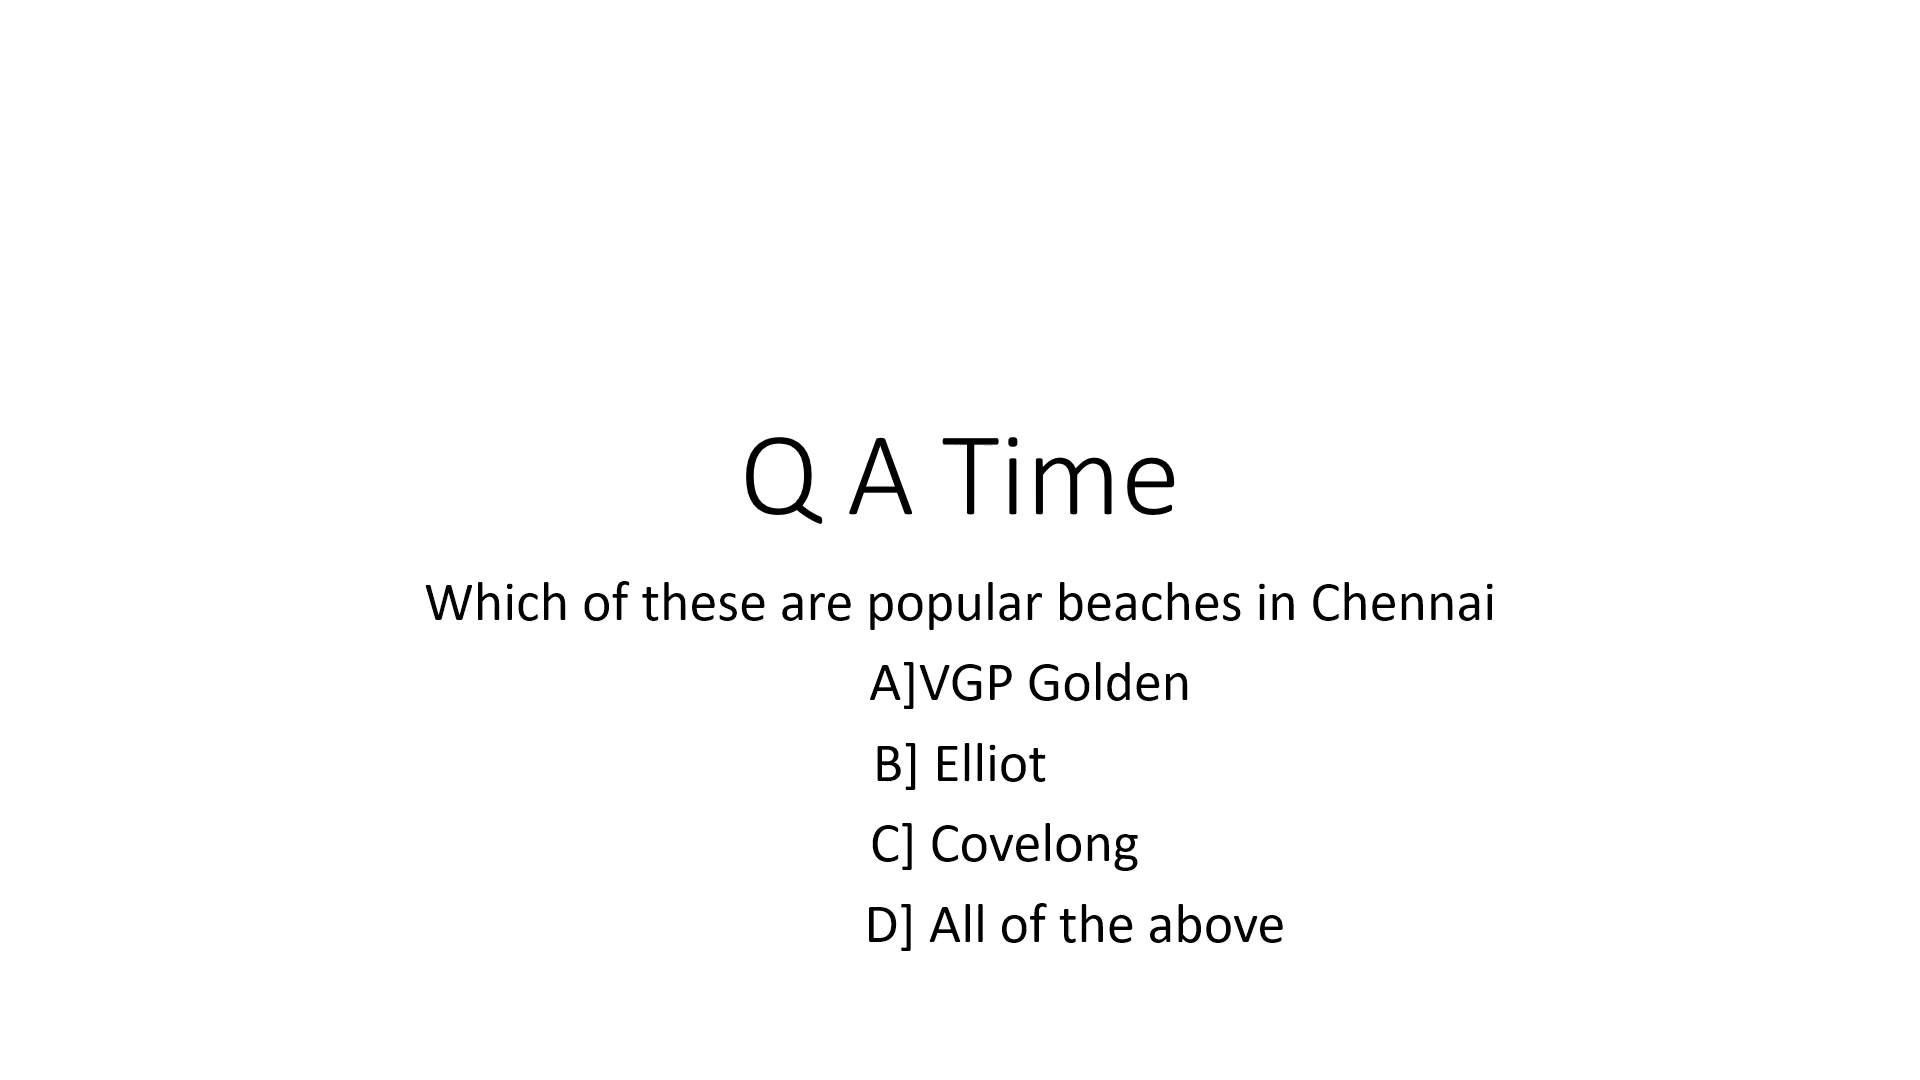 Q A Time
Which of these are popular beaches in Chennai
A]VGP Golden
B] Elliot
C] Covelong
D] All of the above